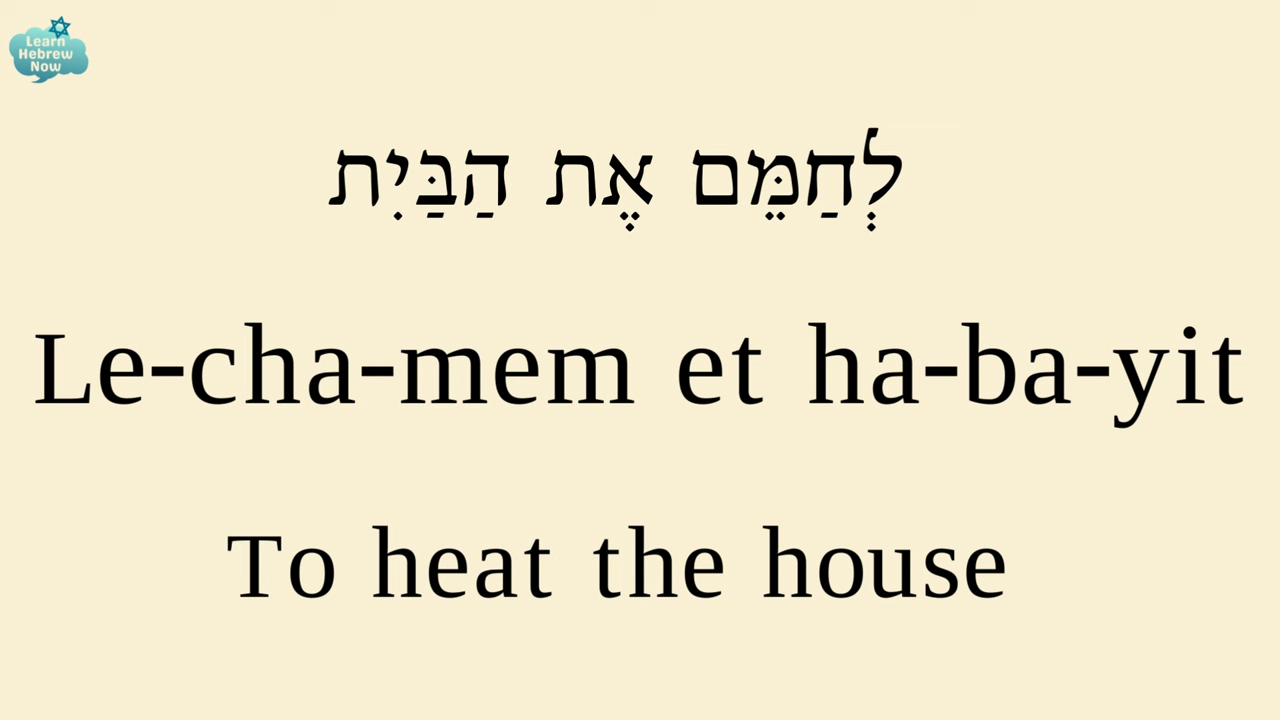 Learn
Hebrew
Now
לְחַמֵּם אֶת הַבַּיִת
Le-cha-mem et ha-ba-yit
To heat the house